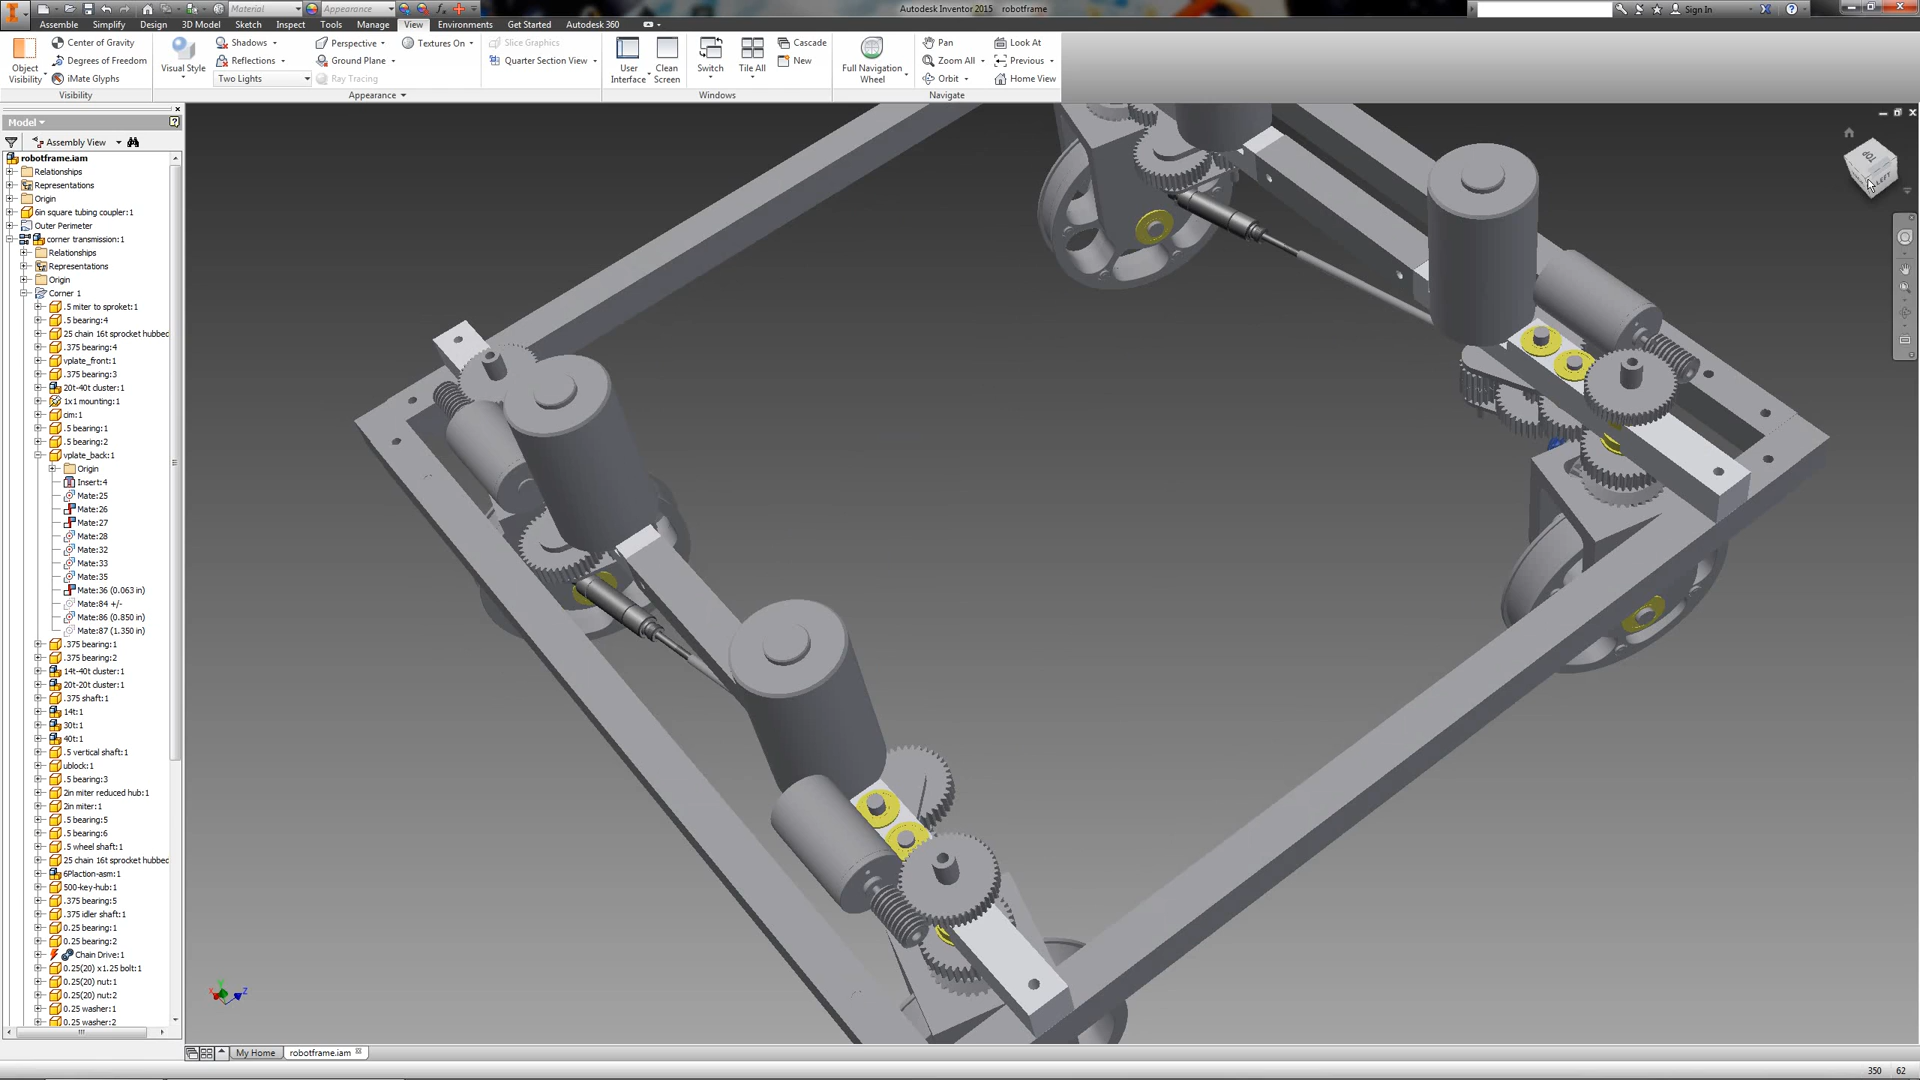 Material
Appearance
Autodesk Inventor 2015 robotframe
Sign In
Assemble Simplify Design 3D Model Sketch Inspect Tools Manage View Environments Get Started Autodesk 360
Object Visibility
Center of Gravity
Degrees of Freedom
iMate Glyphs
Visibility
Visual Style
Shadows
Reflections
Two Lights
Perspective
Ground Plane
Ray Tracing
Textures On
Appearance
Slice Graphics
Quarter Section View
User Interface
Clean Screen
Switch
Tile All
Cascade
New
Windows
Full Navigation Wheel
Pan
Zoom All
Orbit
Look At
Previous
Home View
Navigate
Model
Assembly View
robotframe.iam
Relationships
Representations
Origin
6in square tubing coupler:1
Outer Perimeter
corner transmission:1
Relationships
Representations
Origin
Corner 1
.5 miter to sproket:1
.5 bearing:4
25 chain 16t sprocket hubbed
.375 bearing:4
vplate_front:1
.375 bearing:3
20t-40t cluster:1
1x1 mounting:1
cim:1
.5 bearing:1
.5 bearing:2
vplate_back:1
Origin
Insert:4
Mate:25
Mate:26
Mate:27
Mate:28
Mate:32
Mate:33
Mate:35
Mate:36 (0.063 in)
Mate:84 +/-
Mate:86 (0.850 in)
Mate:87 (1.350 in)
.375 bearing:1
.375 bearing:2
14t-40t cluster:1
20t-20t cluster:1
.375 shaft:1
14t:1
30t:1
40t:1
.5 vertical shaft:1
ublock:1
.5 bearing:3
2in miter reduced hub:1
2in miter:1
.5 bearing:5
.5 bearing:6
.5 wheel shaft:1
25 chain 16t sprocket hubbed
6Plaction-asm:1
500-key-hub:1
.375 bearing:5
.375 idler shaft:1
0.25 bearing:1
0.25 bearing:2
Chain Drive:1
0.25(20) x1.25 bolt:1
0.25(20) nut:1
0.25(20) nut:2
0.25 washer:1
0.25 washer:2
TOP
LEFT
Z
My Home
robotframe.iam
350 62